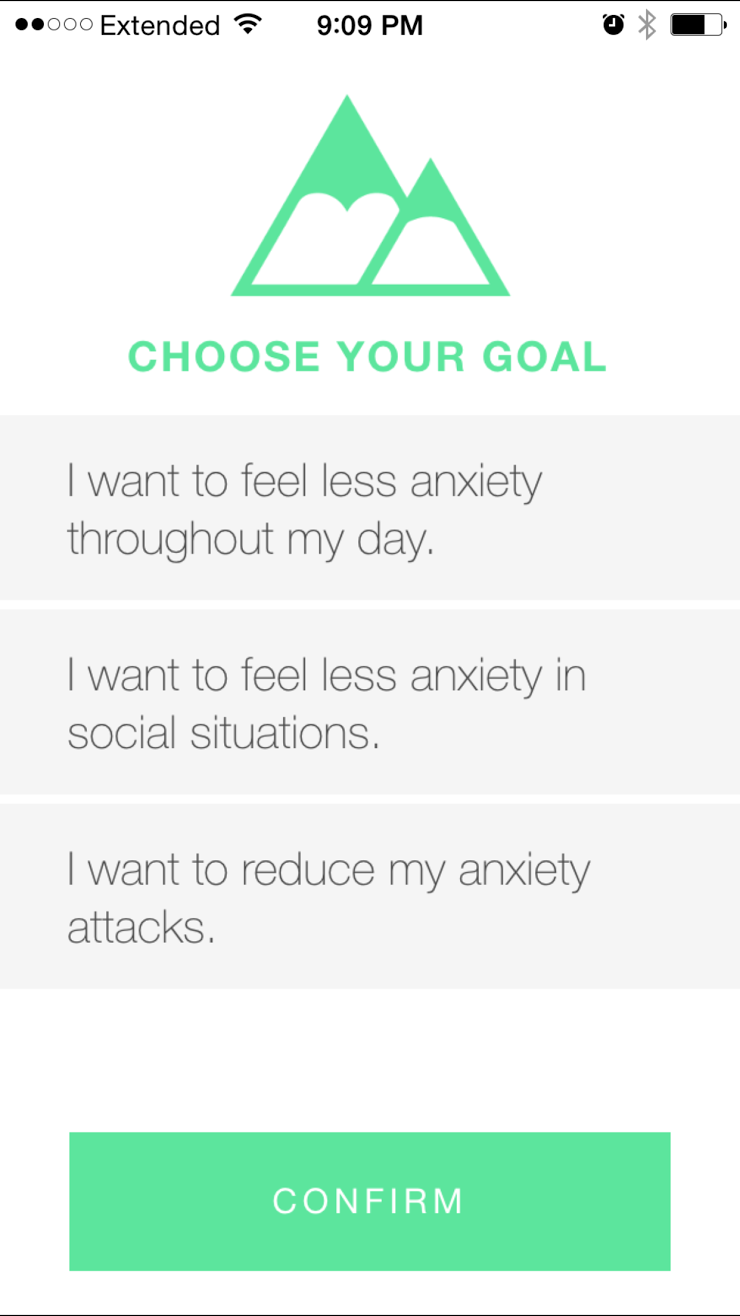 Extended 9:09 PM
CHOOSE YOUR GOAL
I want to feel less anxiety
throughout my day.
I want to feel less anxiety in
social situations.
I want to reduce my anxiety
attacks.
CONFIRM